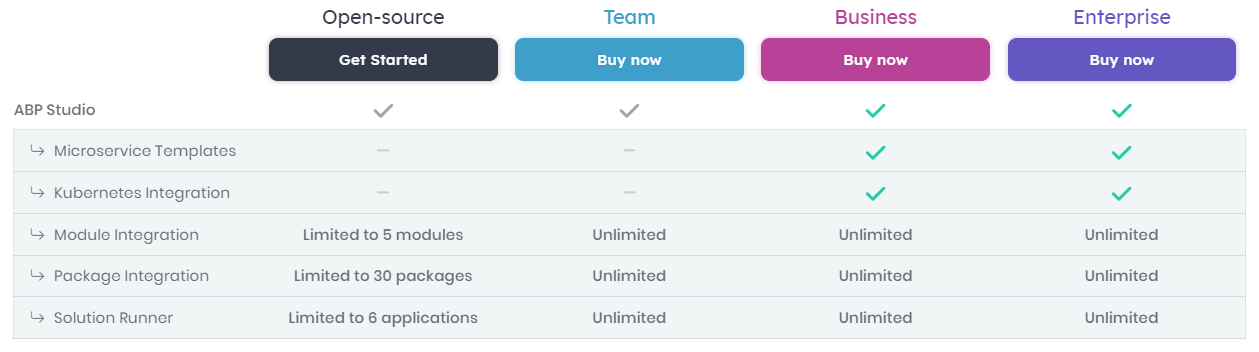 Open-source Team Business Enterprise
Get Started Buy now Buy now Buy now
ABP Studio
Microservice Templates
Kubernetes Integration
Module Integration Limited to 5 modules Unlimited Unlimited Unlimited
Package Integration Limited to 30 packages Unlimited Unlimited Unlimited
Solution Runner Limited to 6 applications Unlimited Unlimited Unlimited